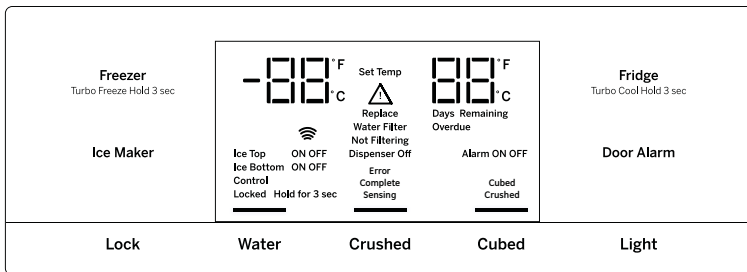 Freezer
Turbo Freeze Hold 3 sec
Ice Maker
-88 °F °C
Set Temp
88 °F °C
Replace
Water Filter
Not Filtering
Dispenser Off
Days Remaining
Overdue
Ice Top ON OFF
Ice Bottom ON OFF
Control
Locked Hold for 3 sec
Error
Complete
Sensing
Alarm ON OFF
Cubed
Crushed
Fridge
Turbo Cool Hold 3 sec
Door Alarm
Lock Water Crushed Cubed Light